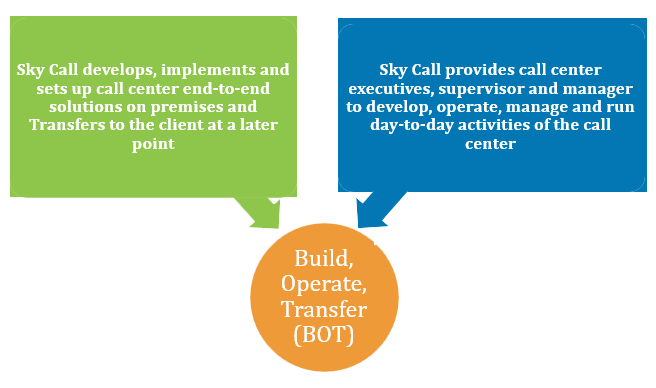 Sky Call develops, implements and
sets up call center end-to-end
solutions on premises and
Transfers to the client at a later
point
Sky Call provides call center
executives, supervisor and manager
to develop, operate, manage and run
day-to-day activities of the call
center
Build,
Operate,
Transfer
(BOT)